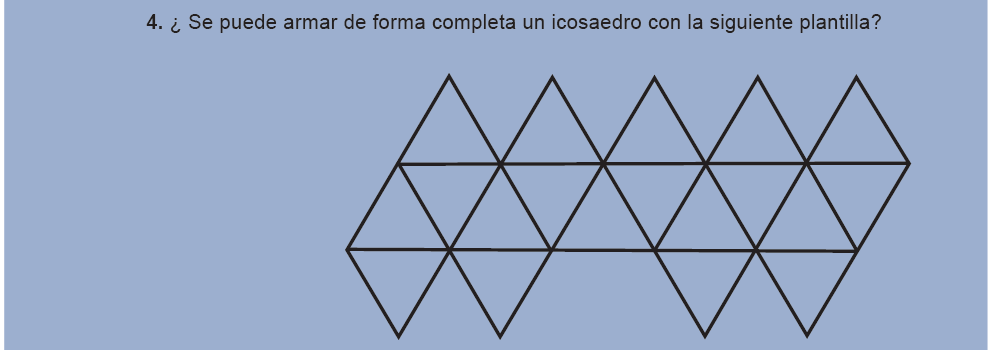 4. ¿ Se puede armar de forma completa un icosaedro con la siguiente plantilla?